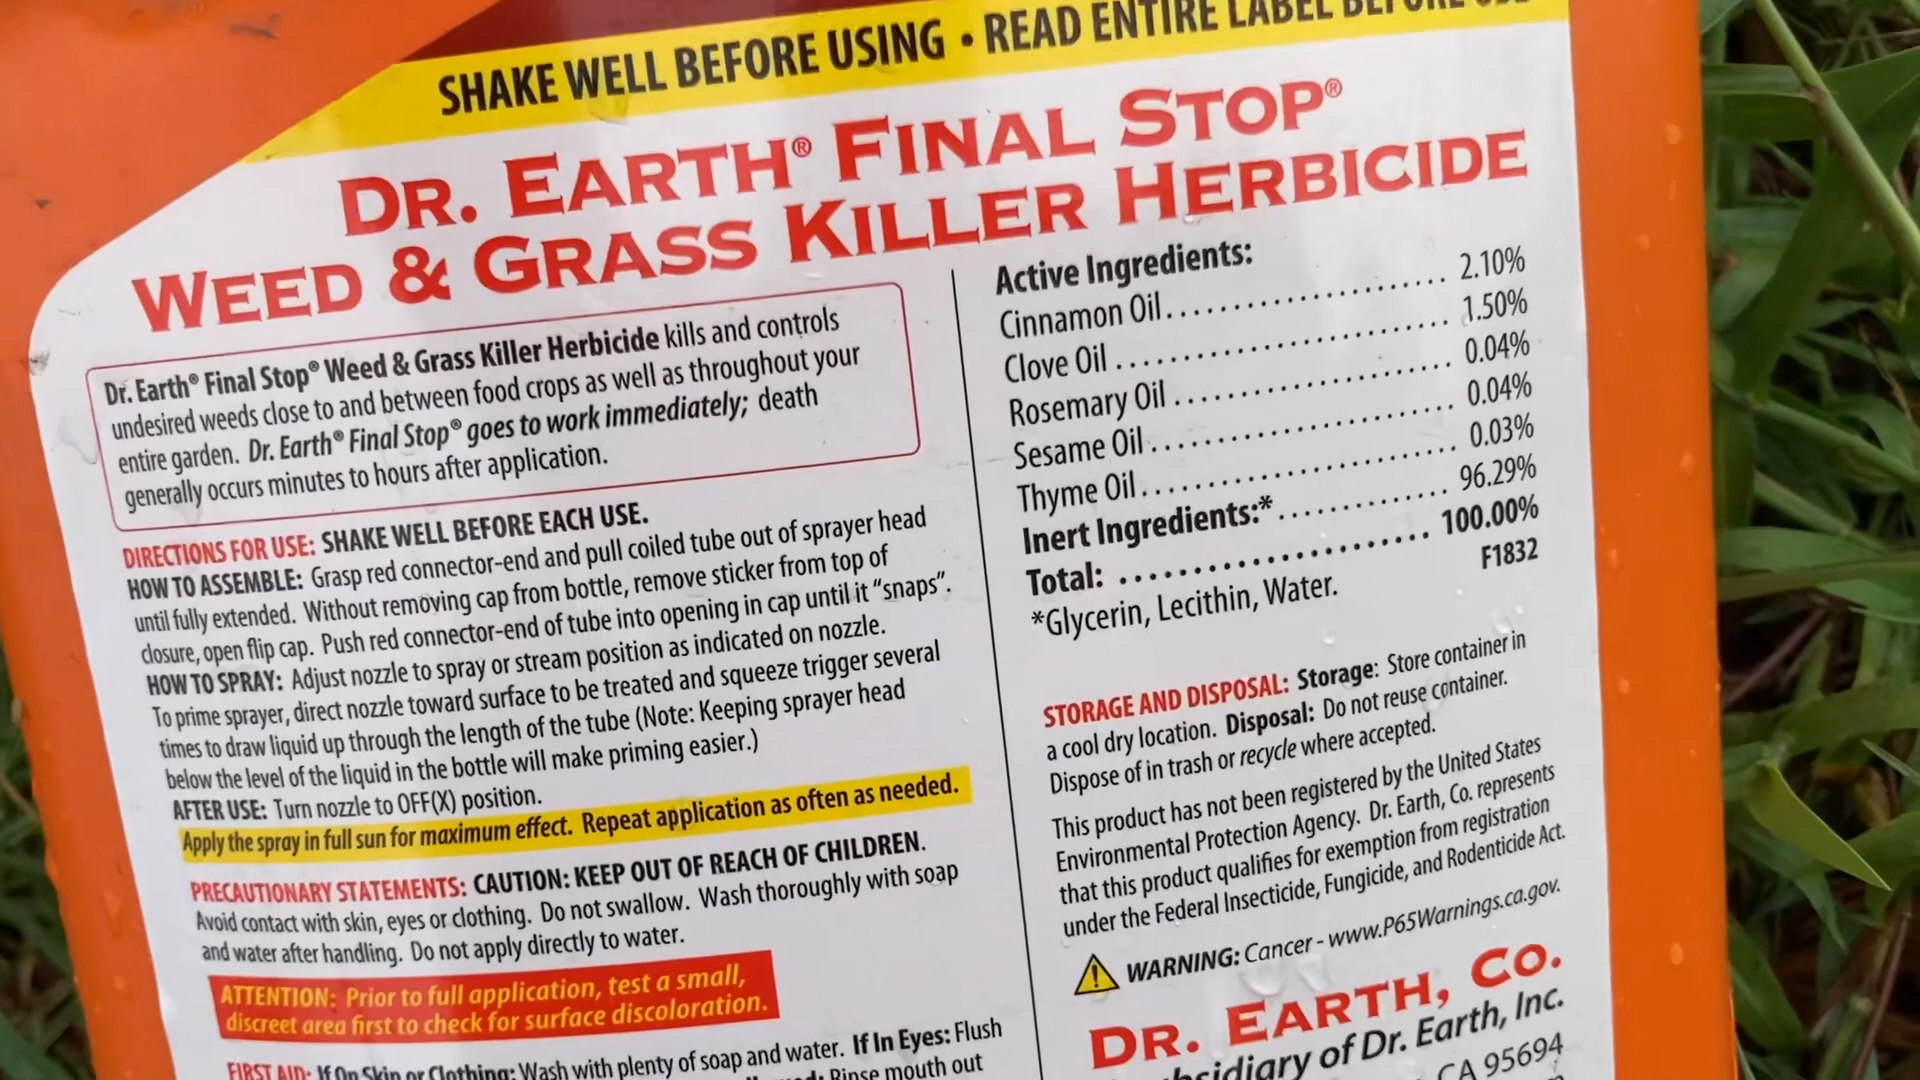 SHAKE WELL BEFORE USING • READ ENTIRE LABEL BEFORE USE
DR. EARTH® FINAL STOP®
WEED & GRASS KILLER HERBICIDE
Dr. Earth® Final Stop® Weed & Grass Killer Herbicide kills and controls
undesired weeds close to and between food crops as well as throughout your
entire garden. Dr. Earth® Final Stop® goes to work immediately; death
generally occurs minutes to hours after application.
DIRECTIONS FOR USE: SHAKE WELL BEFORE EACH USE.
HOW TO ASSEMBLE: Grasp red connector-end and pull coiled tube out of sprayer head
until fully extended. Without removing cap from bottle, remove sticker from top of
closure, open flip cap. Push red connector-end of tube into opening in cap until it “snaps”.
HOW TO SPRAY: Adjust nozzle to spray or stream position as indicated on nozzle.
To prime sprayer, direct nozzle toward surface to be treated and squeeze trigger several
times to draw liquid up through the length of the tube (Note: Keeping sprayer head
below the level of the liquid in the bottle will make priming easier.)
AFTER USE: Turn nozzle to OFF(X) position.
Apply the spray in full sun for maximum effect. Repeat application as often as needed.
PRECAUTIONARY STATEMENTS: CAUTION: KEEP OUT OF REACH OF CHILDREN.
Avoid contact with skin, eyes or clothing. Do not swallow. Wash thoroughly with soap
and water after handling. Do not apply directly to water.
ATTENTION: Prior to full application, test a small,
discreet area first to check for surface discoloration.
FIRST AID: If On Skin or Clothing: Wash with plenty of soap and water. If In Eyes: Flush
Rinse mouth out
Active Ingredients:
Cinnamon Oil.................... 2.10%
Clove Oil.................... 1.50%
Rosemary Oil.................... 0.04%
Sesame Oil.................... 0.04%
Thyme Oil.................... 0.03%
Inert Ingredients:*.................... 96.29%
Total: .................... 100.00%
F1832
*Glycerin, Lecithin, Water.
STORAGE AND DISPOSAL: Storage: Store container in
a cool dry location. Disposal: Do not reuse container.
Dispose of in trash or recycle where accepted.
This product has not been registered by the United States
Environmental Protection Agency. Dr. Earth, Co. represents
that this product qualifies for exemption from registration
under the Federal Insecticide, Fungicide, and Rodenticide Act.
WARNING: Cancer - www.P65Warnings.ca.gov.
DR. EARTH, CO.
of Dr. Earth, Inc.
CA 95694